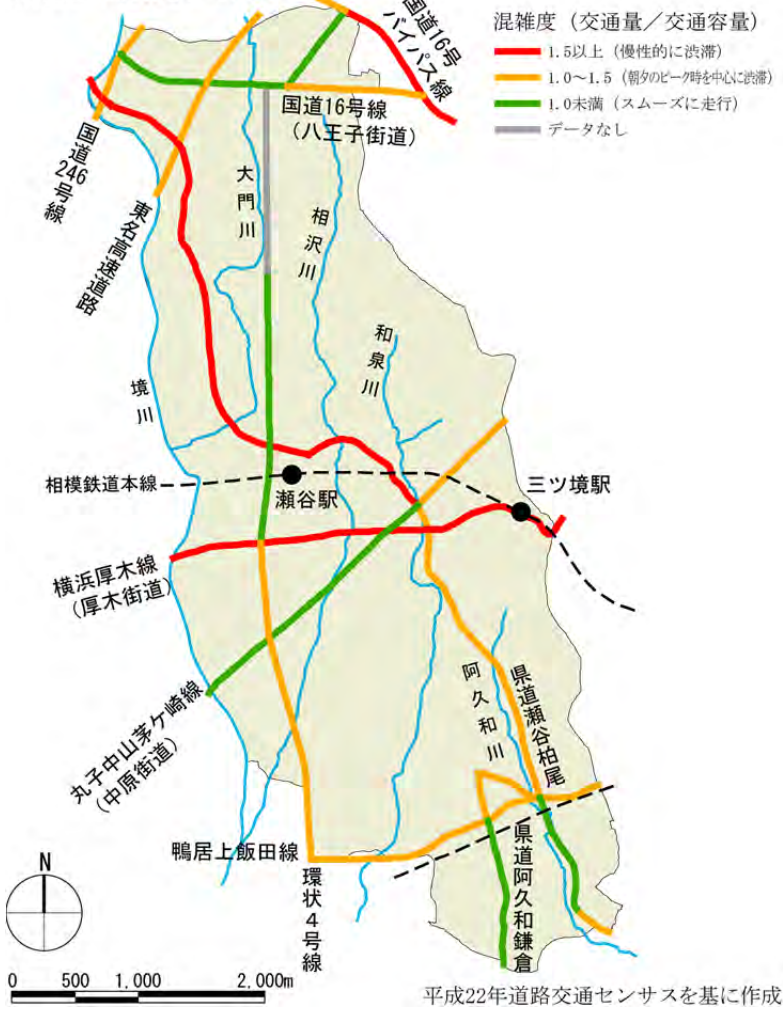 国道16号
バイパス線
混雑度（交通量／交通容量）
1.5以上（慢性的に渋滞）
1.0～1.5（朝夕のピーク時を中心に渋滞）
1.0未満（スムーズに走行）
データなし
国道16号線
（八王子街道）
国道
246号線
東名高速道路
大門川
相沢川
和泉川
境川
相模鉄道本線
瀬谷駅
三ツ境駅
横浜厚木線
（厚木街道）
丸子中山茅ケ崎線
（中原街道）
阿久和川
県道瀬谷柏尾
鴨居上飯田線
環状4号線
県道阿久和鎌倉
N
0 500 1,000 2,000m
平成22年道路交通センサスを基に作成